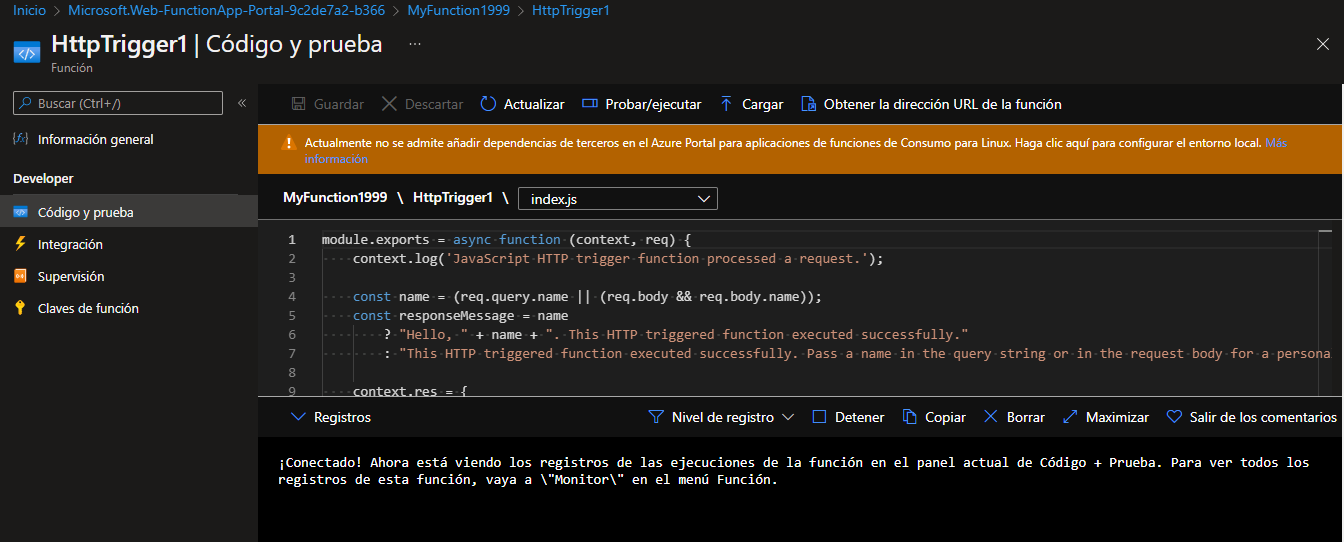 Inicio > Microsoft.Web-FunctionApp-Portal-9c2de7a2-b366 > MyFunction1999 > HttpTrigger1
HttpTrigger1 | Código y prueba ...
Función
Buscar (Ctrl+/) «
Información general
Developer
Código y prueba
Integración
Supervisión
Claves de función
Guardar Descartar Actualizar Probar/ejecutar Cargar Obtener la dirección URL de la función
Actualmente no se admite añadir dependencias de terceros en el Azure Portal para aplicaciones de funciones de Consumo para Linux. Haga clic aquí para configurar el entorno local. Más
información
MyFunction1999 \ HttpTrigger1 \ index.js
1 module.exports = async function (context, req) {
2 context.log('JavaScript HTTP trigger function processed a request.');
3
4 const name = (req.query.name || (req.body && req.body.name));
5 const responseMessage = name
6 ? "Hello, " + name + ". This HTTP triggered function executed successfully."
7 : "This HTTP triggered function executed successfully. Pass a name in the query string or in the request body for a persona
8
9 context.res = {
Registros Nivel de registro Detener Copiar Borrar Maximizar Salir de los comentarios
¡Conectado! Ahora está viendo los registros de las ejecuciones de la función en el panel actual de Código + Prueba. Para ver todos los
registros de esta función, vaya a \"Monitor\" en el menú Función.